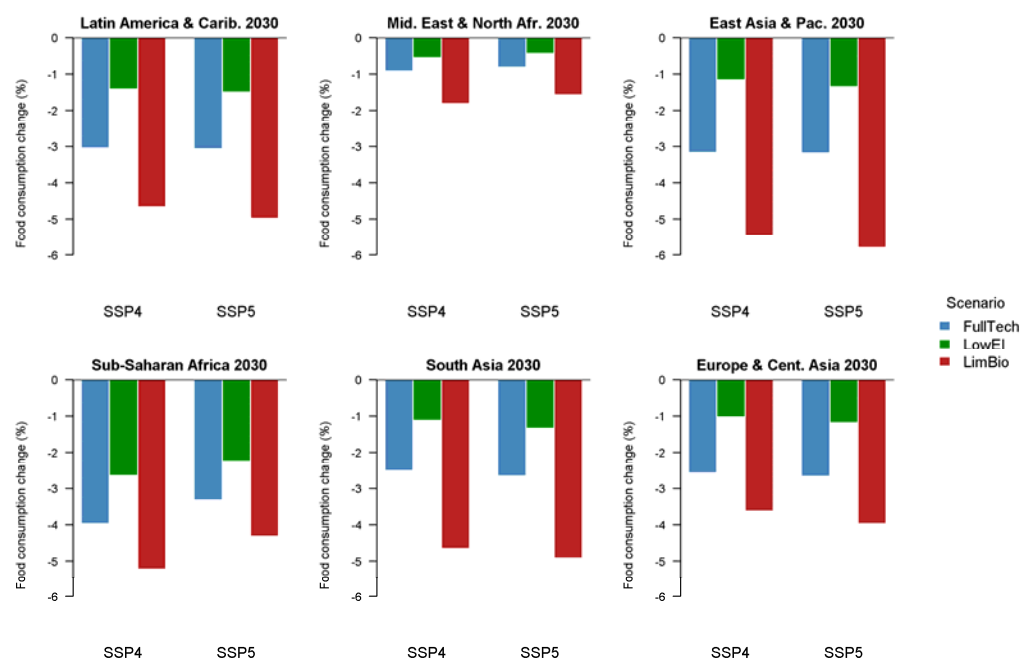 Latin America & Carib. 2030
Food consumption change (%)
0
-1
-2
-3
-4
-5
-6
SSP4 SSP5
Mid. East & North Afr. 2030
Food consumption change (%)
0
-1
-2
-3
-4
-5
-6
SSP4 SSP5
East Asia & Pac. 2030
Food consumption change (%)
0
-1
-2
-3
-4
-5
-6
SSP4 SSP5
Scenario
FullTech
LowEI
LimBio
Sub-Saharan Africa 2030
Food consumption change (%)
0
-1
-2
-3
-4
-5
-6
SSP4 SSP5
South Asia 2030
Food consumption change (%)
0
-1
-2
-3
-4
-5
-6
SSP4 SSP5
Europe & Cent. Asia 2030
Food consumption change (%)
0
-1
-2
-3
-4
-5
-6
SSP4 SSP5